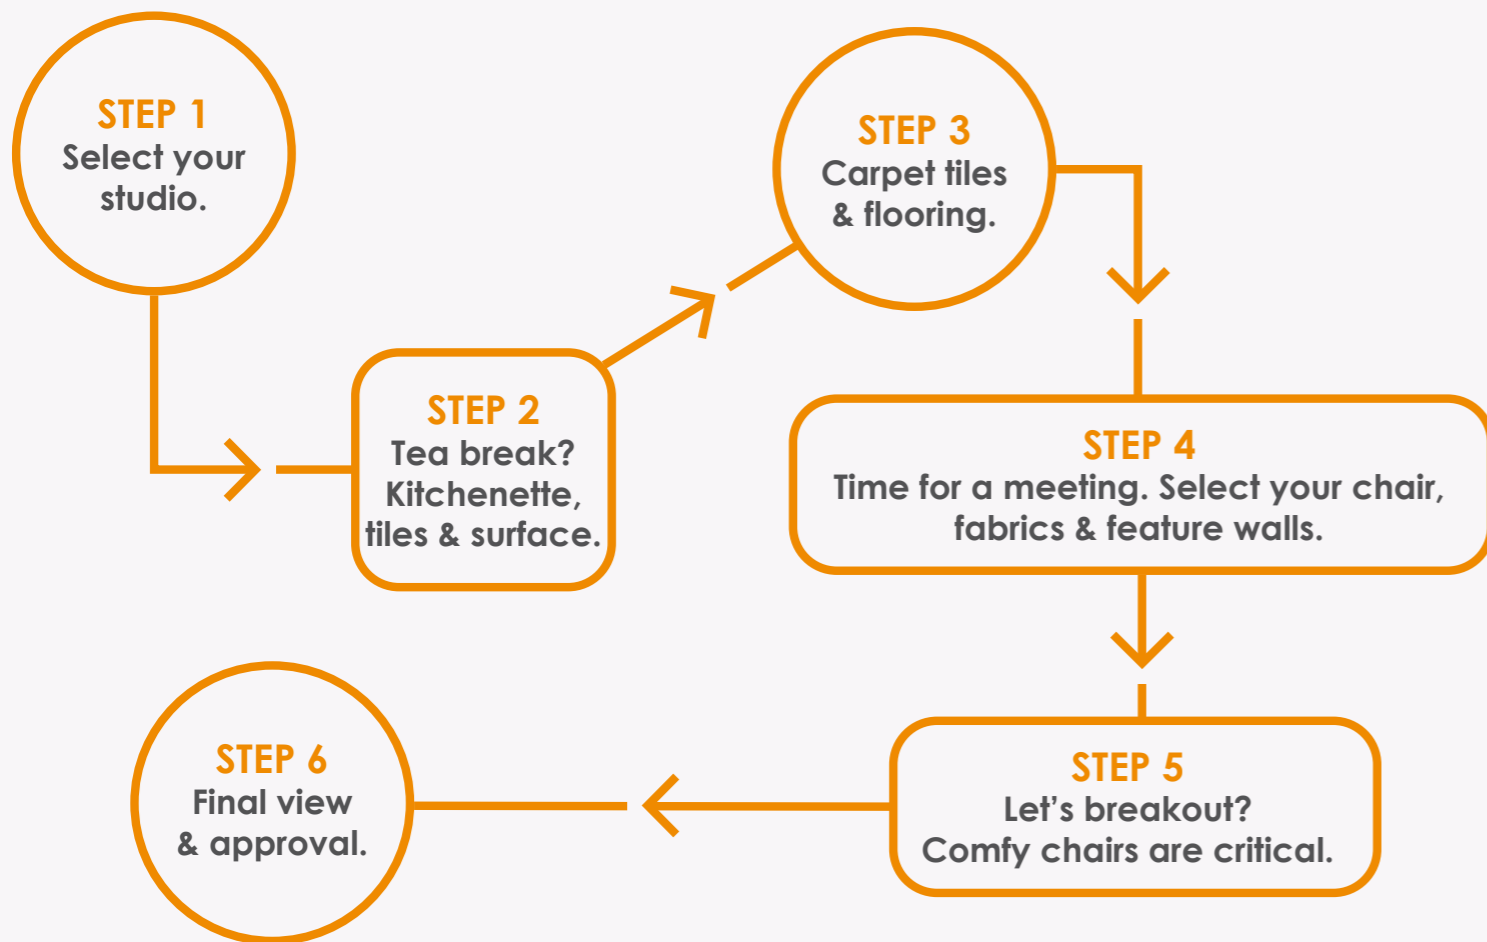 STEP 1
Select your
studio.
STEP 2
Tea break?
Kitchenette,
tiles & surface.
STEP 3
Carpet tiles
& flooring.
STEP 4
Time for a meeting. Select your chair,
fabrics & feature walls.
STEP 5
Let's breakout?
Comfy chairs are critical.
STEP 6
Final view
& approval.